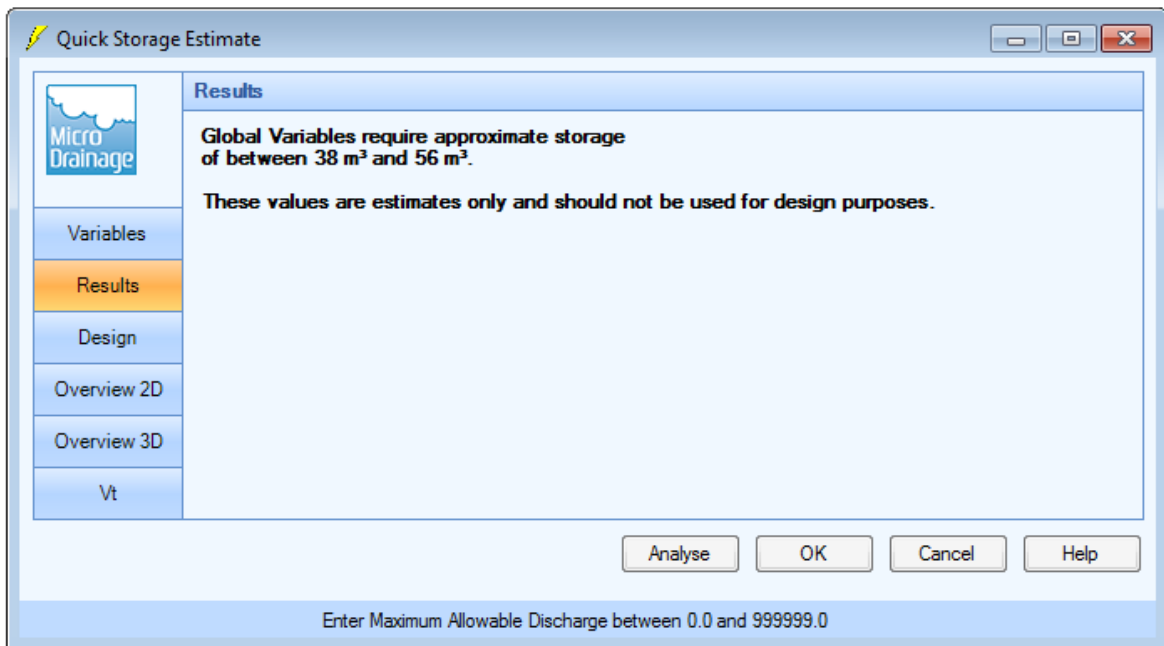 Quick Storage Estimate
Micro
Drainage
Results
Global Variables require approximate storage
of between 38 m³ and 56 m³.
These values are estimates only and should not be used for design purposes.
Variables
Results
Design
Overview 2D
Overview 3D
Vt
Analyse
OK
Cancel
Help
Enter Maximum Allowable Discharge between 0.0 and 999999.0